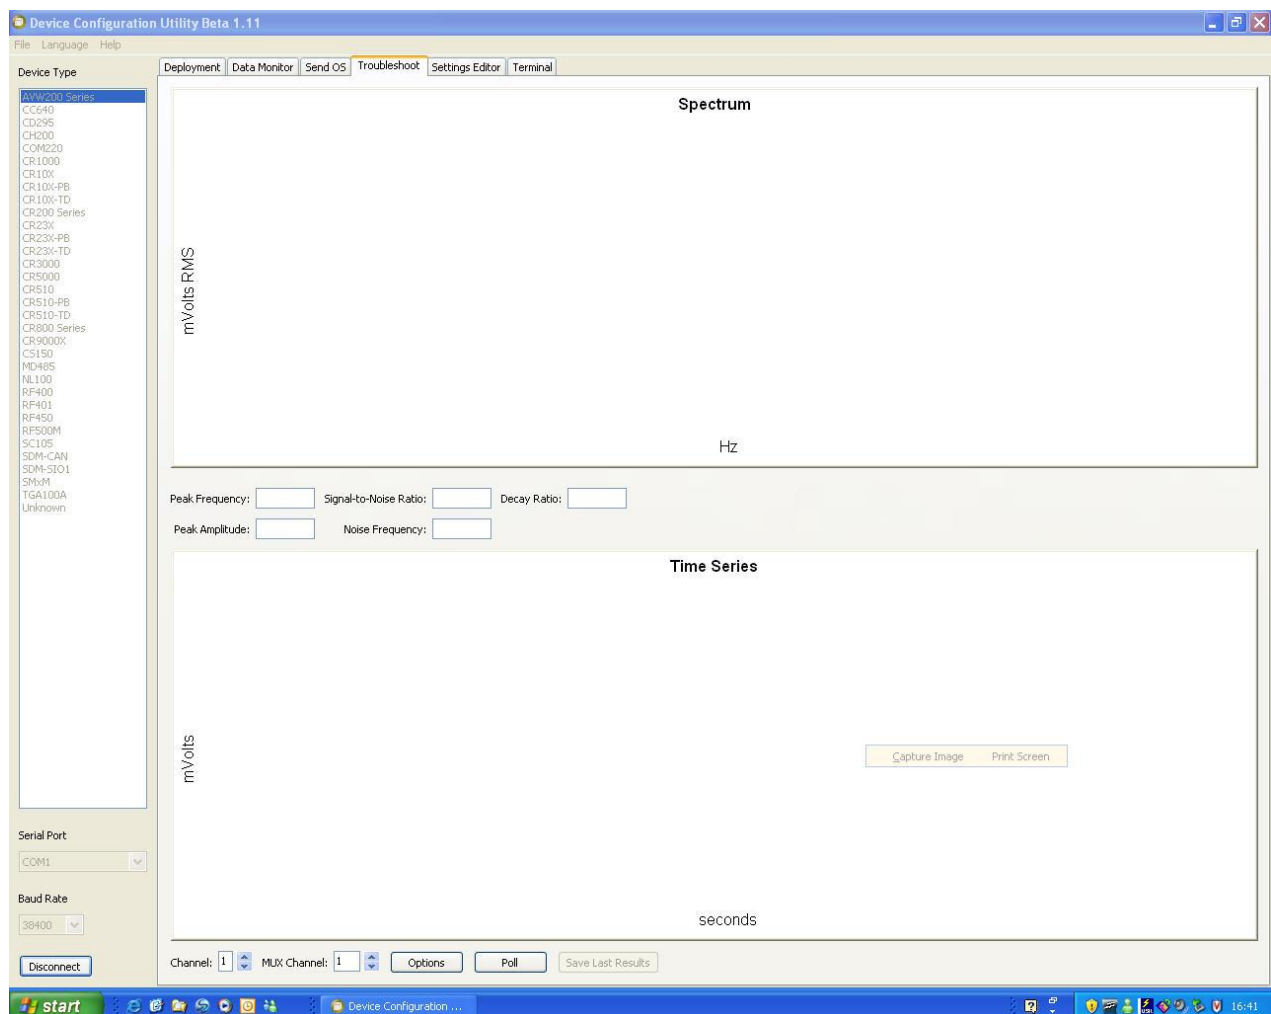 Device Configuration Utility Beta 1.11
File Language Help
Device Type
Deployment Data Monitor Send OS Troubleshoot Settings Editor Terminal
AVW200 Series
CC640
CD295
CH200
COM220
CR1000
CR10X
CR10X-PB
CR10X-TD
CR200 Series
CR23X
CR23X-PB
CR23X-TD
CR3000
CR5000
CR510
CR510-PB
CR510-TD
CR800 Series
CR9000X
CS150
MD485
NL100
RF400
RF401
RF450
RF500M
SC105
SDM-CAN
SDM-SIO1
SMxM
TGA100A
Unknown
Spectrum
mVolts RMS
Hz
Peak Frequency: Signal-to-Noise Ratio: Decay Ratio:
Peak Amplitude: Noise Frequency:
Time Series
mVolts
Capture Image Print Screen
seconds
Serial Port
COM1
Baud Rate
38400
Disconnect
Channel: 1 MUX Channel: 1 Options Poll Save Last Results
start Device Configuration ... 16:41